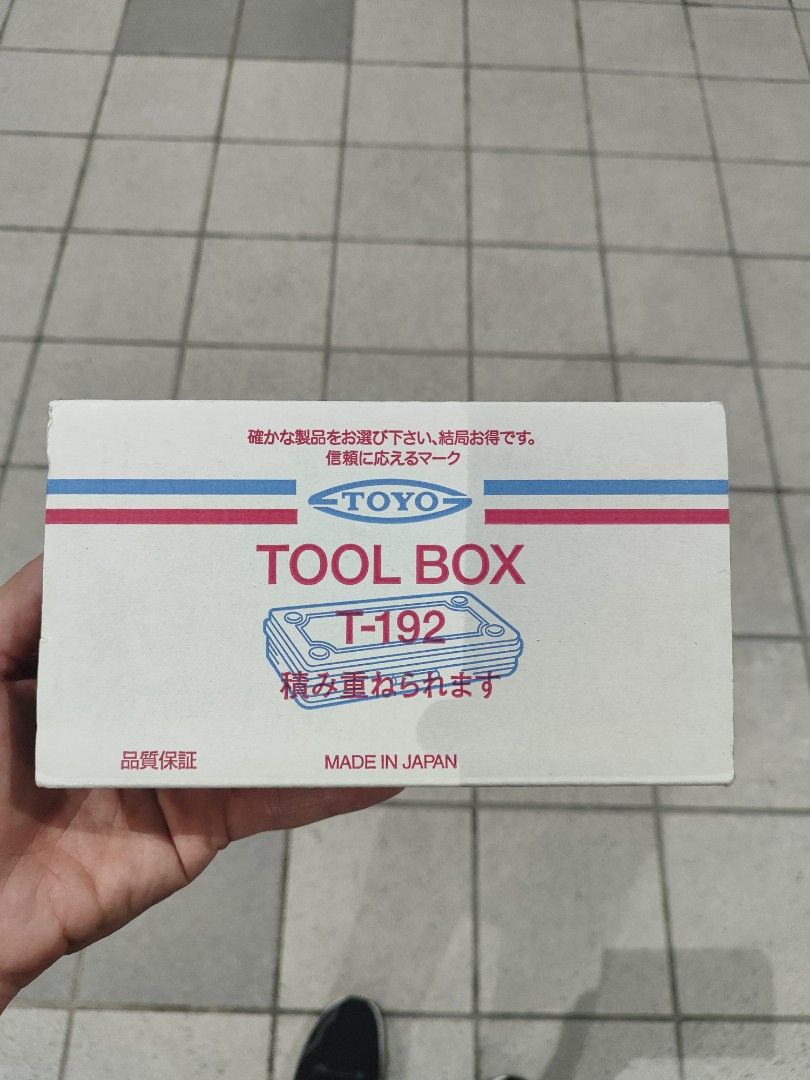 確かな製品をお選び下さい、結局お得です。
信頼に応えるマーク
TOYO
TOOL BOX
T-192
積み重ねられます
品質保証
MADE IN JAPAN